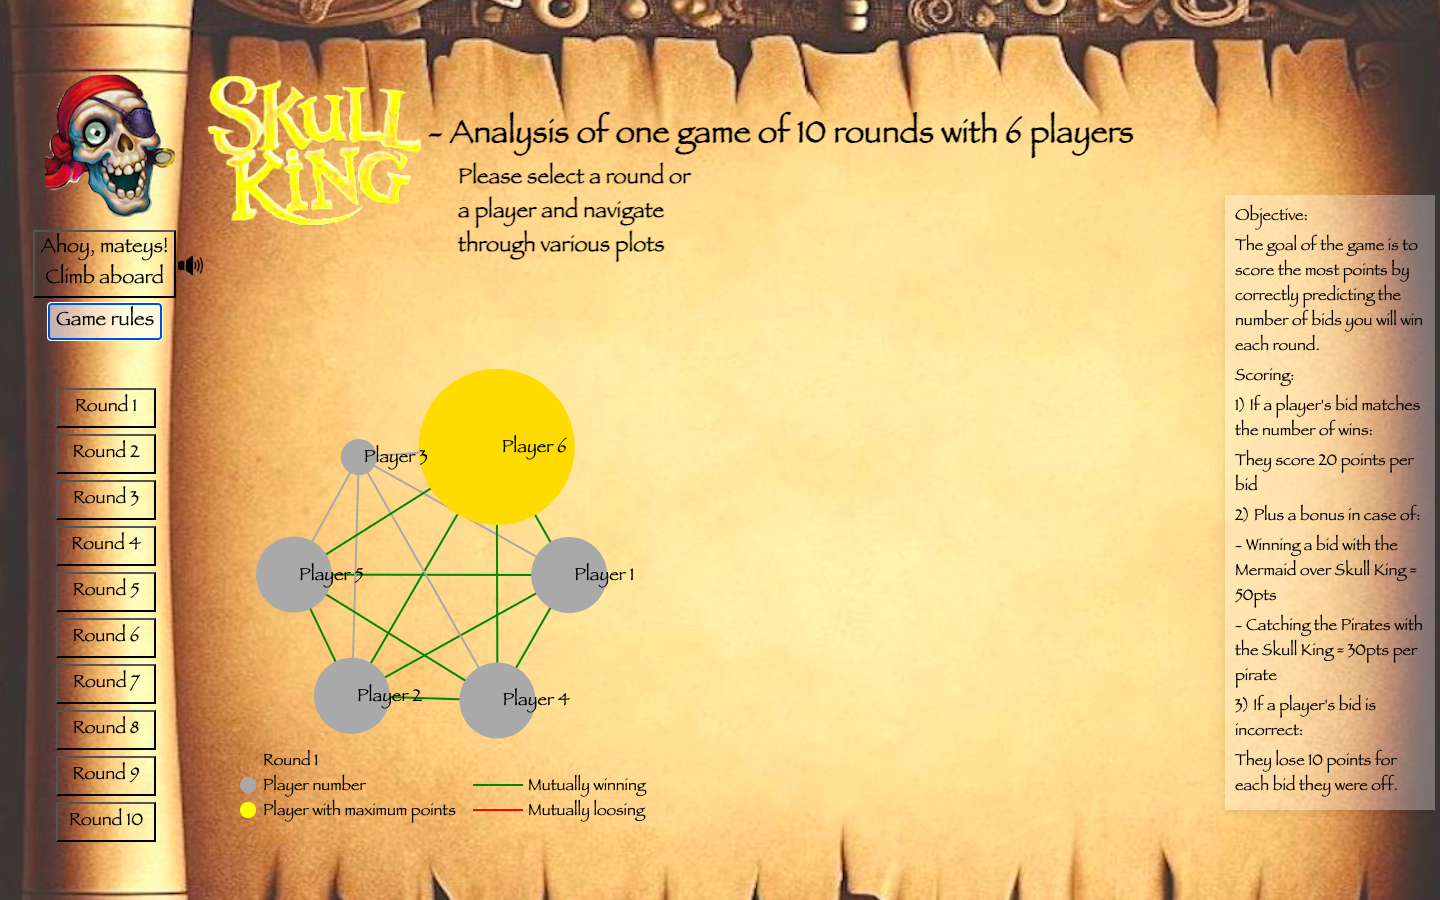 SKULL
KING
- Analysis of one game of 10 rounds with 6 players
Please select a round or
a player and navigate
through various plots
Ahoy, mateys!
Climb aboard
Game rules
Round 1
Round 2
Round 3
Round 4
Round 5
Round 6
Round 7
Round 8
Round 9
Round 10
Player 6
Player 3
Player 5
Player 1
Player 2
Player 4
Round 1
Player number
Player with maximum points
Mutually winning
Mutually loosing
Objective:
The goal of the game is to
score the most points by
correctly predicting the
number of bids you will win
each round.
Scoring:
1) If a player's bid matches
the number of wins:
They score 20 points per
bid
2) Plus a bonus in case of:
- Winning a bid with the
Mermaid over Skull King =
50pts
- Catching the Pirates with
the Skull King = 30pts per
pirate
3) If a player's bid is
incorrect:
They lose 10 points for
each bid they were off.